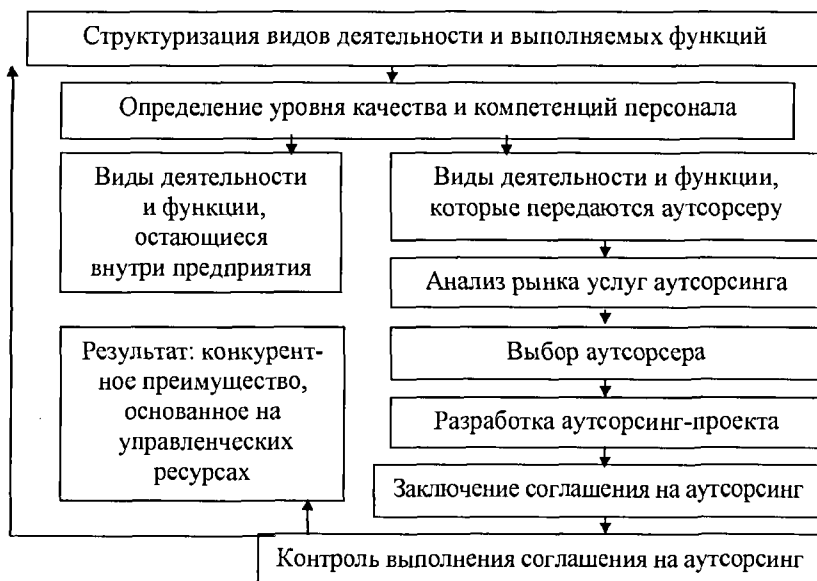 Структуризация видов деятельности и выполняемых функций
Определение уровня качества и компетенций персонала
Виды деятельности
и функции,
остающиеся
внутри предприятия
Виды деятельности и функции,
которые передаются аутсорсеру
Анализ рынка услуг аутсорсинга
Выбор аутсорсера
Разработка аутсорсинг-проекта
Заключение соглашения на аутсорсинг
Результат: конкурент-
ное преимущество,
основанное на
управленческих
ресурсах
Контроль выполнения соглашения на аутсорсинг